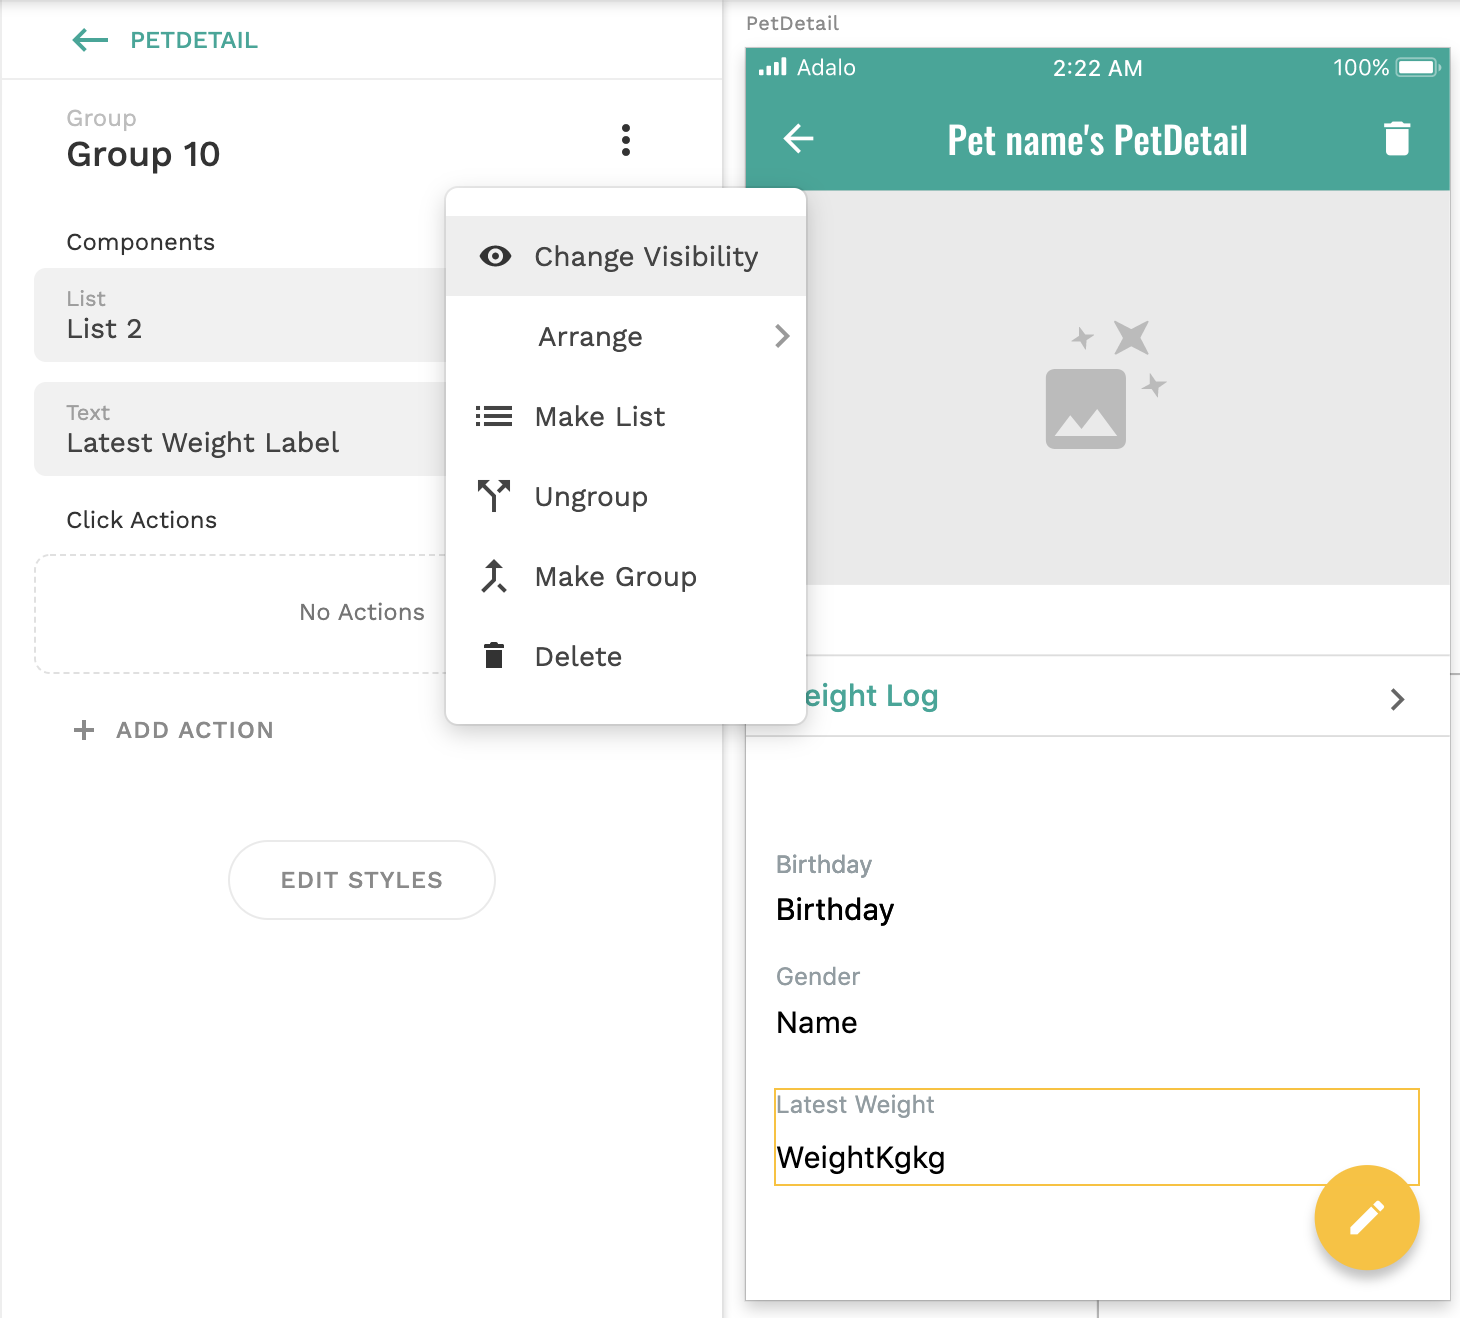 PETDETAIL
Group
Group 10
Components
List
List 2
Text
Latest Weight Label
Click Actions
No Actions
ADD ACTION
EDIT STYLES
Change Visibility
Arrange
Make List
Ungroup
Make Group
Delete
PetDetail
Adalo 2:22 AM 100%
Pet name's PetDetail
eight Log
Birthday
Birthday
Gender
Name
Latest Weight
WeightKgkg